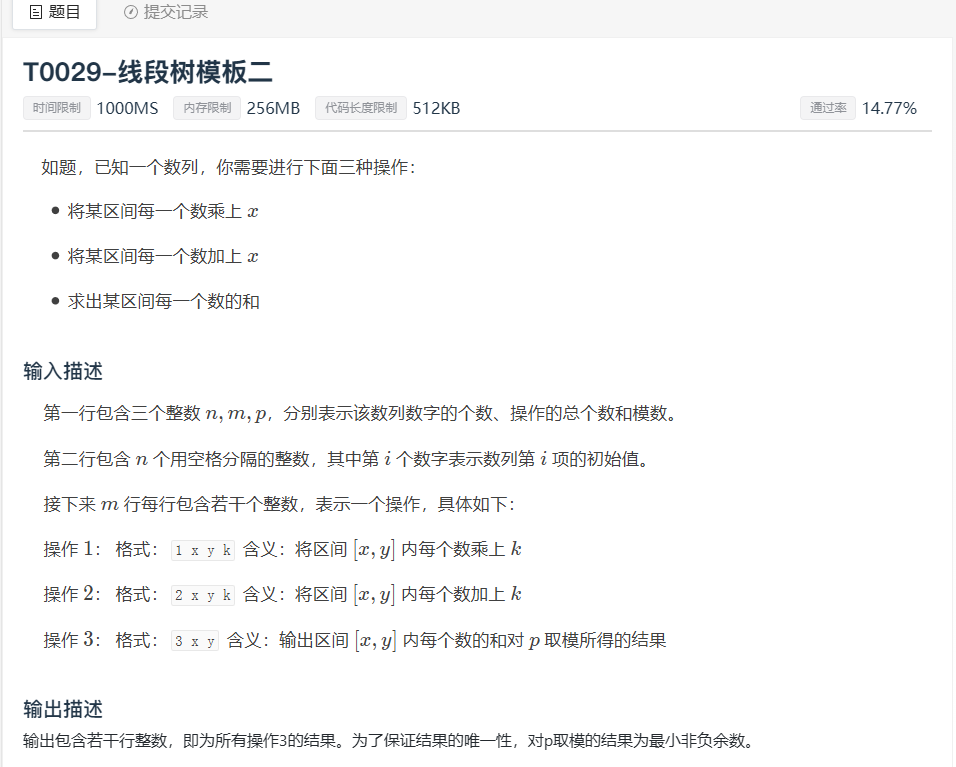 题目 提交记录
T0029-线段树模板二
时间限制 1000MS 内存限制 256MB 代码长度限制 512KB 通过率 14.77%
如题，已知一个数列，你需要进行下面三种操作：
• 将某区间每一个数乘上 x
• 将某区间每一个数加上 x
• 求出某区间每一个数的和
输入描述
第一行包含三个整数 n, m, p，分别表示该数列数字的个数、操作的总个数和模数。
第二行包含 n 个用空格分隔的整数，其中第 i 个数字表示数列第 i 项的初始值。
接下来 m 行每行包含若干个整数，表示一个操作，具体如下：
操作 1： 格式： 1 x y k 含义：将区间 [x, y] 内每个数乘上 k
操作 2： 格式： 2 x y k 含义：将区间 [x, y] 内每个数加上 k
操作 3： 格式： 3 x y 含义：输出区间 [x, y] 内每个数的和对 p 取模所得的结果
输出描述
输出包含若干行整数，即为所有操作3的结果。为了保证结果的唯一性，对p取模的结果为最小非负余数。